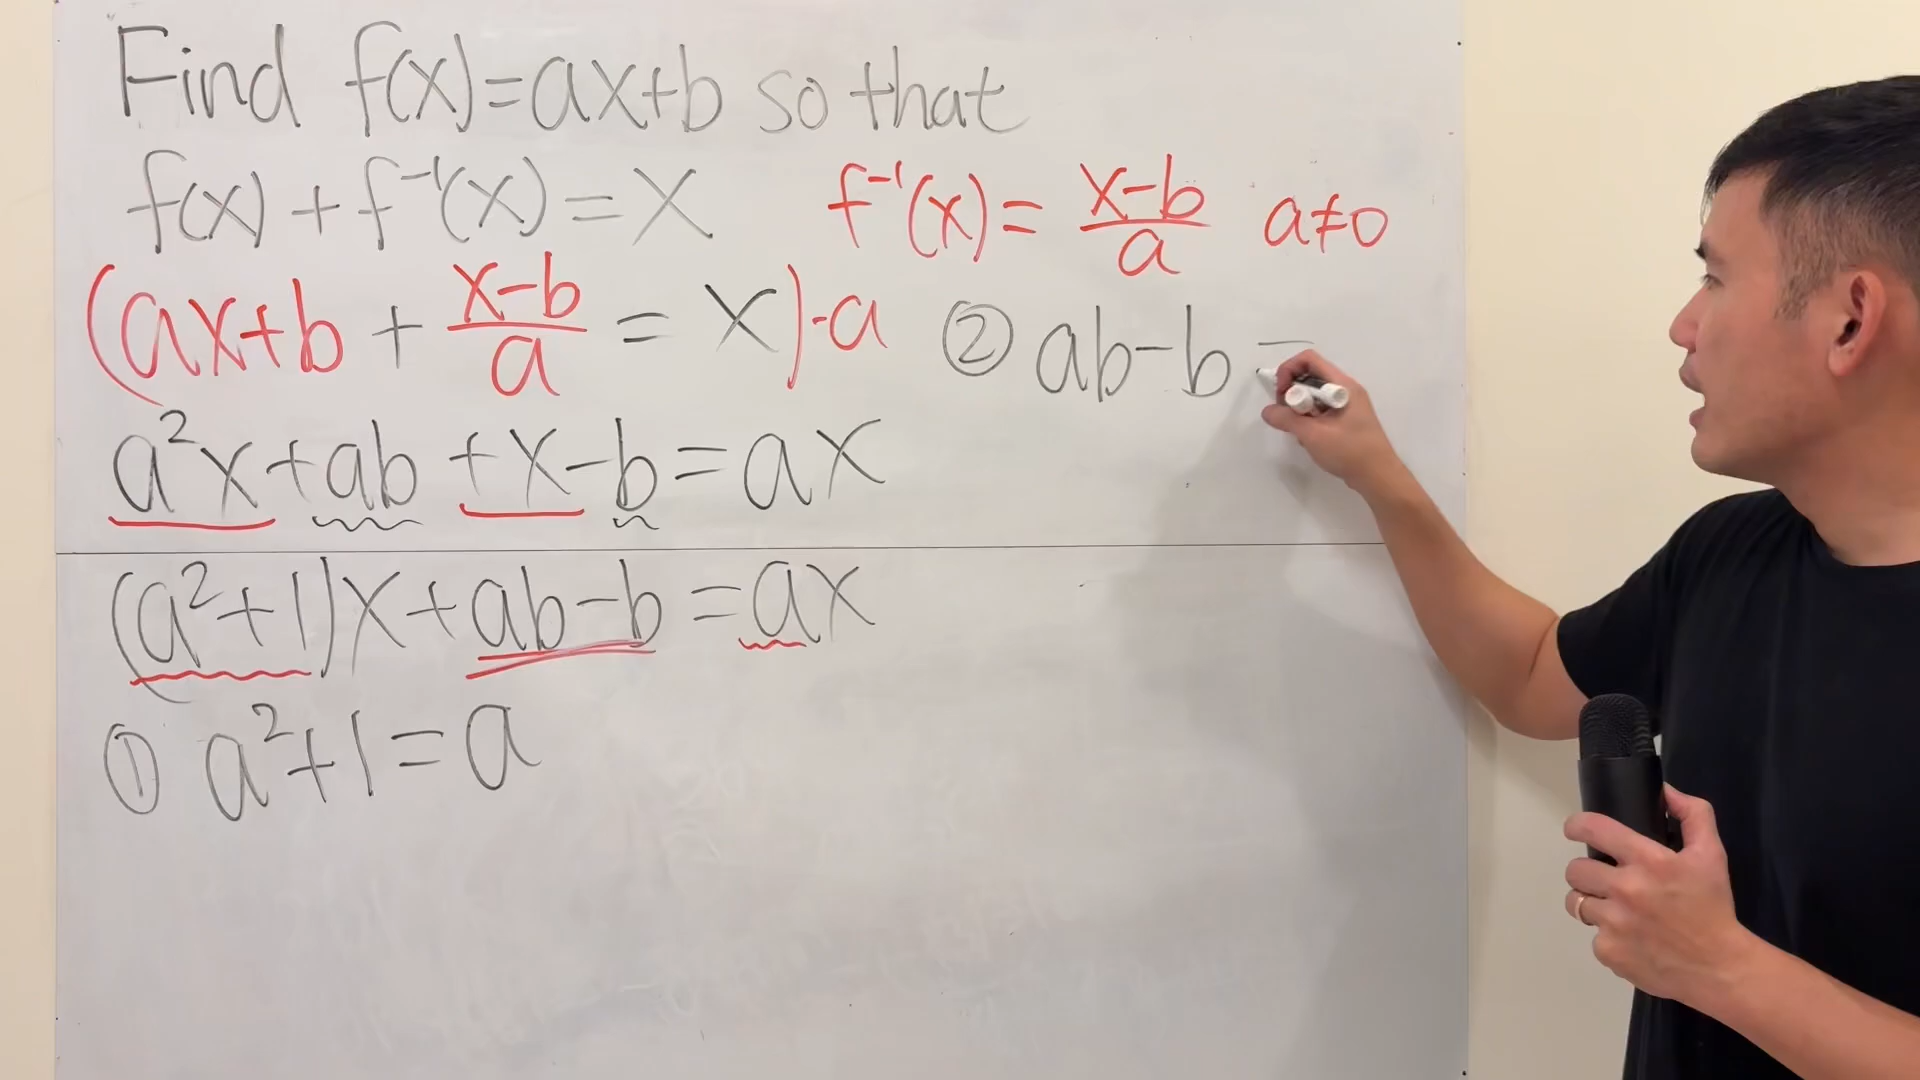 Find f(x)=ax+b so that
f(x)+f⁻¹(x)=x
f⁻¹(x)= (x-b)/a a≠0
(ax+b + (x-b)/a = x)·a
② ab-b=
a²x+ab+x-b=ax
(a²+1)x+ab-b=ax
① a²+1=a